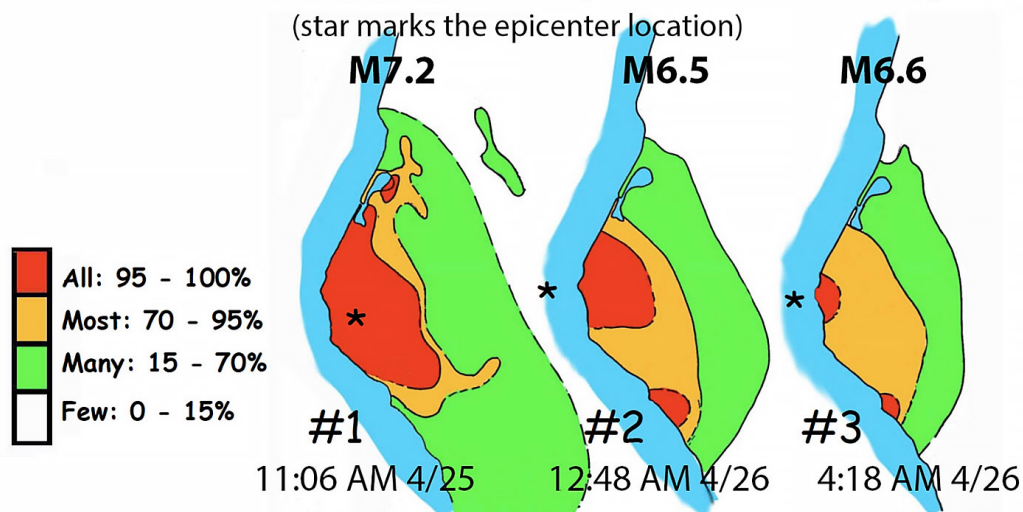 (star marks the epicenter location)
M7.2
M6.5
M6.6
All: 95 - 100%
Most: 70 - 95%
Many: 15 - 70%
Few: 0 - 15%
*
*
*
#1
#2
#3
11:06 AM 4/25
12:48 AM 4/26
4:18 AM 4/26